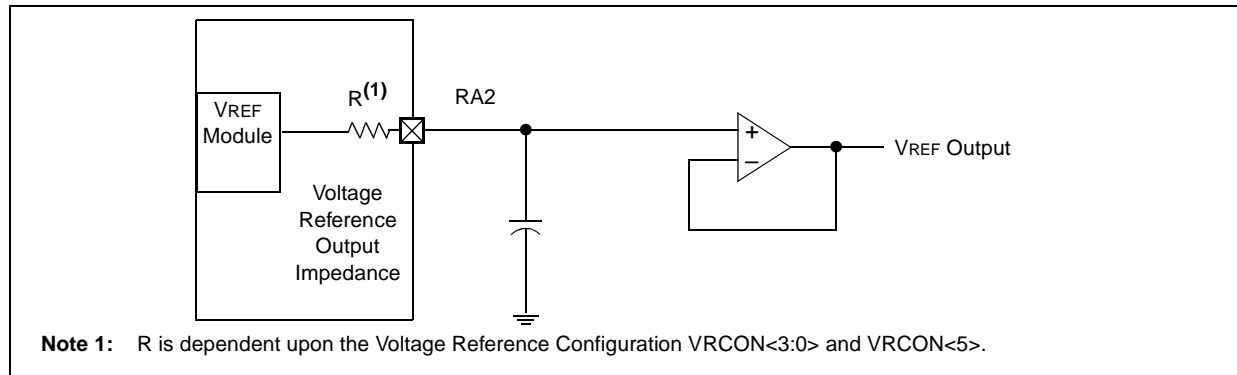 R(1)
RA2
VREF
Module
+
−
VREF Output
Voltage
Reference
Output
Impedance
Note 1: R is dependent upon the Voltage Reference Configuration VRCON<3:0> and VRCON<5>.